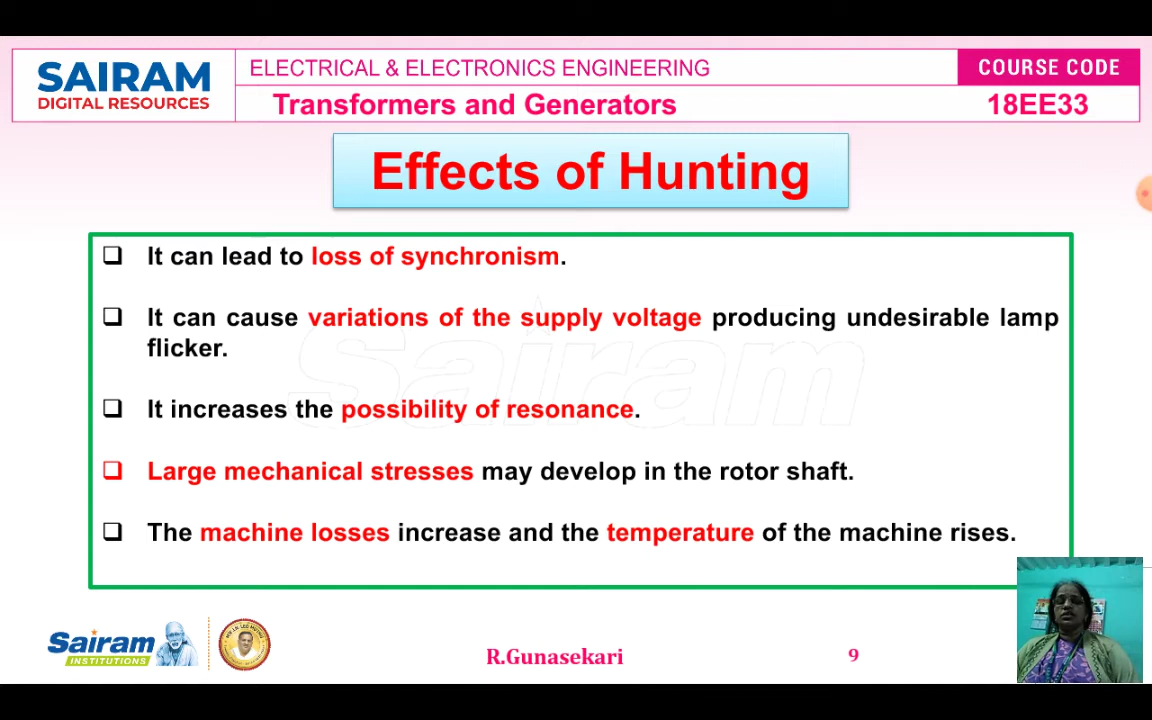 SAIRAM
DIGITAL RESOURCES
ELECTRICAL & ELECTRONICS ENGINEERING
COURSE CODE
Transformers and Generators
18EE33
Effects of Hunting
It can lead to loss of synchronism.
It can cause variations of the supply voltage producing undesirable lamp
flicker.
It increases the possibility of resonance.
Large mechanical stresses may develop in the rotor shaft.
The machine losses increase and the temperature of the machine rises.
Sairam
Sairam
INSTITUTIONS
R.Gunasekari
9